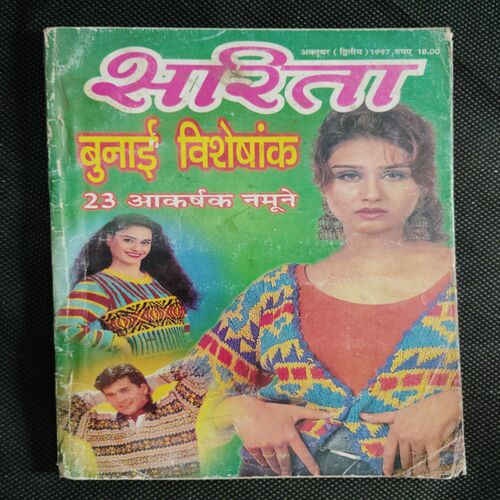 अक्तूबर ( द्वितीय ) 1997, रुपए 18.00
सरिता
बुनाई विशेषांक
23 आकर्षक नमूने